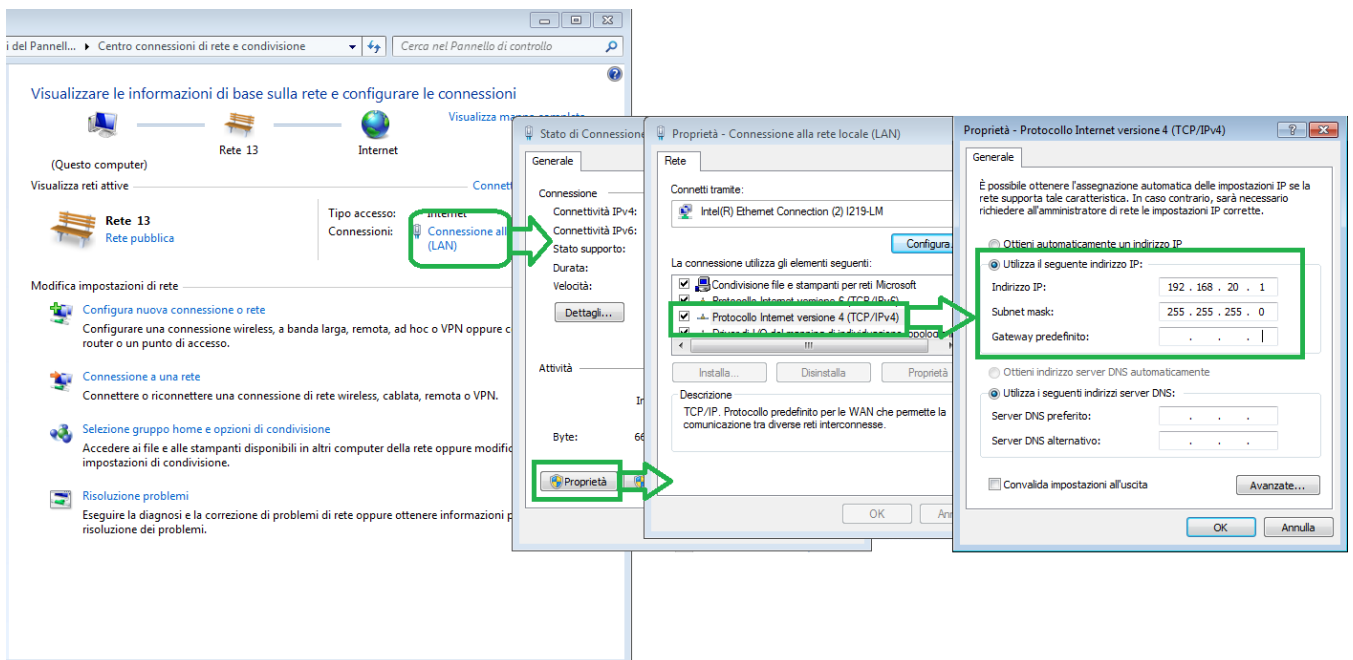 i del Pannell... ▸ Centro connessioni di rete e condivisione
Cerca nel Pannello di controllo
Visualizzare le informazioni di base sulla rete e configurare le connessioni
Visualizza
(Questo computer)
Rete 13
Internet
Visualizza reti attive
Connett
Rete 13
Rete pubblica
Tipo accesso:
Internet
Connessioni:
Connessione all
(LAN)
Modifica impostazioni di rete
Configura nuova connessione o rete
Configurare una connessione wireless, a banda larga, remota, ad hoc o VPN oppure c
router o un punto di accesso.
Connessione a una rete
Connettere o riconnettere una connessione di rete wireless, cablata, remota o VPN.
Selezione gruppo home e opzioni di condivisione
Accedere ai file e alle stampanti disponibili in altri computer della rete oppure modific
impostazioni di condivisione.
Risoluzione problemi
Eseguire la diagnosi e la correzione di problemi di rete oppure ottenere informazioni p
risoluzione dei problemi.
Stato di Connessione
Generale
Connessione
Connettività IPv4:
Connettività IPv6:
Stato supporto:
Durata:
Velocità:
Dettagli...
Attività
In
Byte:
66
Proprietà
Proprietà - Connessione alla rete locale (LAN)
Rete
Connetti tramite:
Intel(R) Ethernet Connection (2) I219-LM
Configura.
La connessione utilizza gli elementi seguenti:
Condivisione file e stampanti per reti Microsoft
Protocollo Internet versione 6 (TCP/IPv6)
Protocollo Internet versione 4 (TCP/IPv4)
Driver di I/O del mapping di individuazione topologia
Installa...
Disinstalla
Proprietà
Descrizione
TCP/IP. Protocollo predefinito per le WAN che permette la
comunicazione tra diverse reti interconnesse.
OK
Ann
Proprietà - Protocollo Internet versione 4 (TCP/IPv4)
Generale
È possibile ottenere l'assegnazione automatica delle impostazioni IP se la
rete supporta tale caratteristica. In caso contrario, sarà necessario
richiedere all'amministratore di rete le impostazioni IP corrette.
Ottieni automaticamente un indirizzo IP
Utilizza il seguente indirizzo IP:
Indirizzo IP:
192 . 168 . 20 . 1
Subnet mask:
255 . 255 . 255 . 0
Gateway predefinito:
. . .
Ottieni indirizzo server DNS automaticamente
Utilizza i seguenti indirizzi server DNS:
Server DNS preferito:
. . .
Server DNS alternativo:
. . .
Convalida impostazioni all'uscita
Avanzate...
OK
Annulla